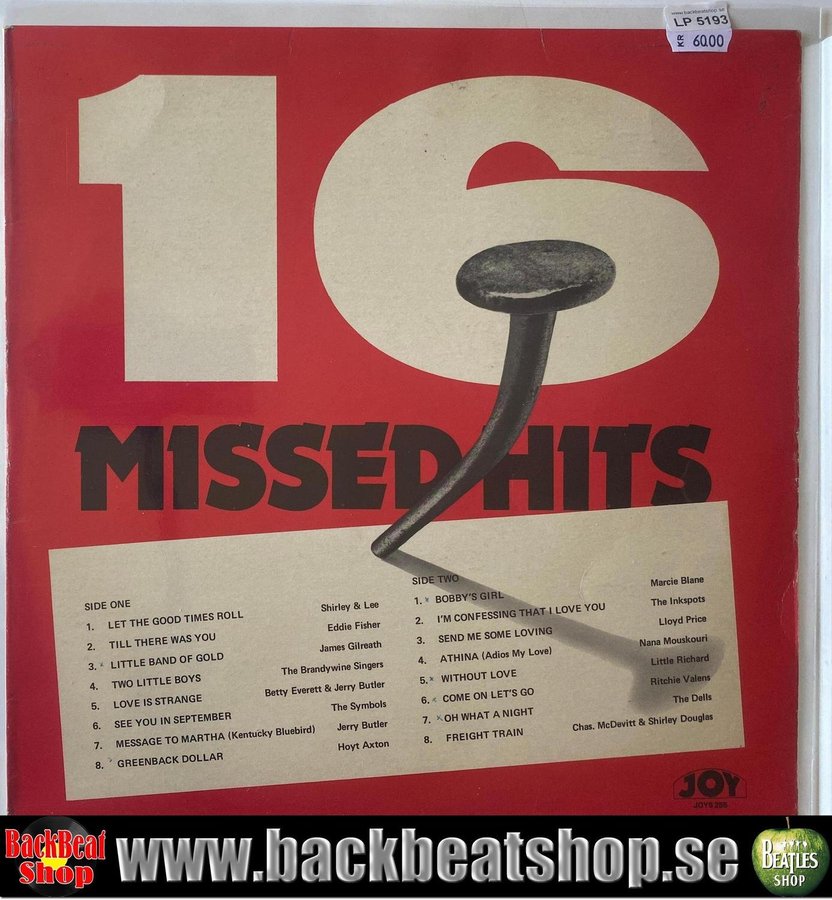 www.backbeatshop.se
LP 5193
KR 60.00
16
MISSED HITS
SIDE ONE
1. LET THE GOOD TIMES ROLL Shirley & Lee
2. TILL THERE WAS YOU Eddie Fisher
3. LITTLE BAND OF GOLD James Gilreath
4. TWO LITTLE BOYS The Brandywine Singers
5. LOVE IS STRANGE Betty Everett & Jerry Butler
6. SEE YOU IN SEPTEMBER The Symbols
7. MESSAGE TO MARTHA (Kentucky Bluebird) Jerry Butler
8. GREENBACK DOLLAR Hoyt Axton
SIDE TWO
1. BOBBY'S GIRL Marcie Blane
2. I'M CONFESSING THAT I LOVE YOU The Inkspots
3. SEND ME SOME LOVING Lloyd Price
4. ATHINA (Adios My Love) Nana Mouskouri
5. WITHOUT LOVE Little Richard
6. COME ON LET'S GO Ritchie Valens
7. OH WHAT A NIGHT The Dells
8. FREIGHT TRAIN Chas. McDevitt & Shirley Douglas
JOY
JOYS 255
BackBeat
Shop
www.backbeatshop.se
BEATLES
SHOP